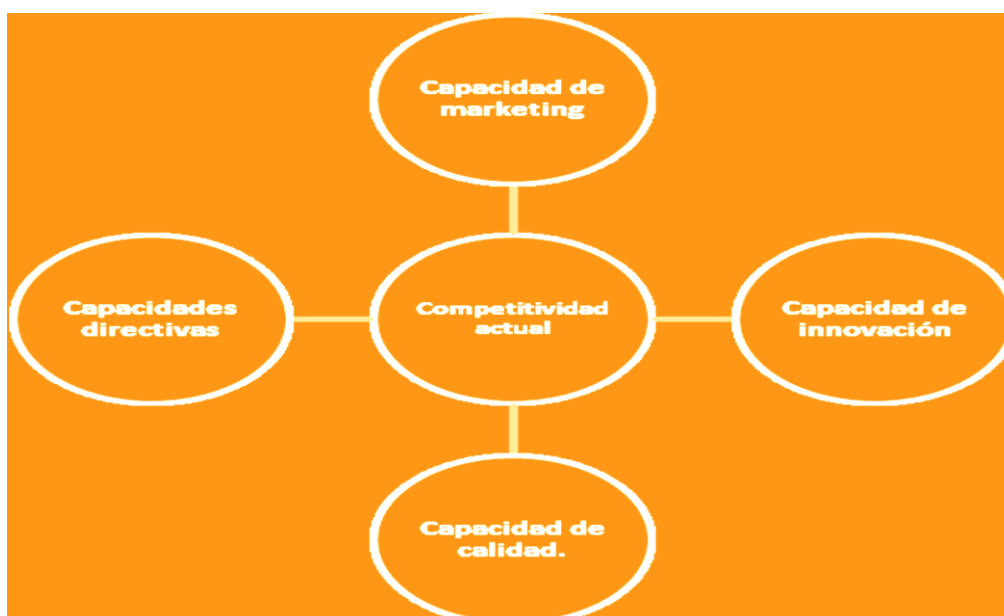 Capacidad de
marketing
Capacidades
directivas
Competitividad
actual
Capacidad de
innovación
Capacidad de
calidad.